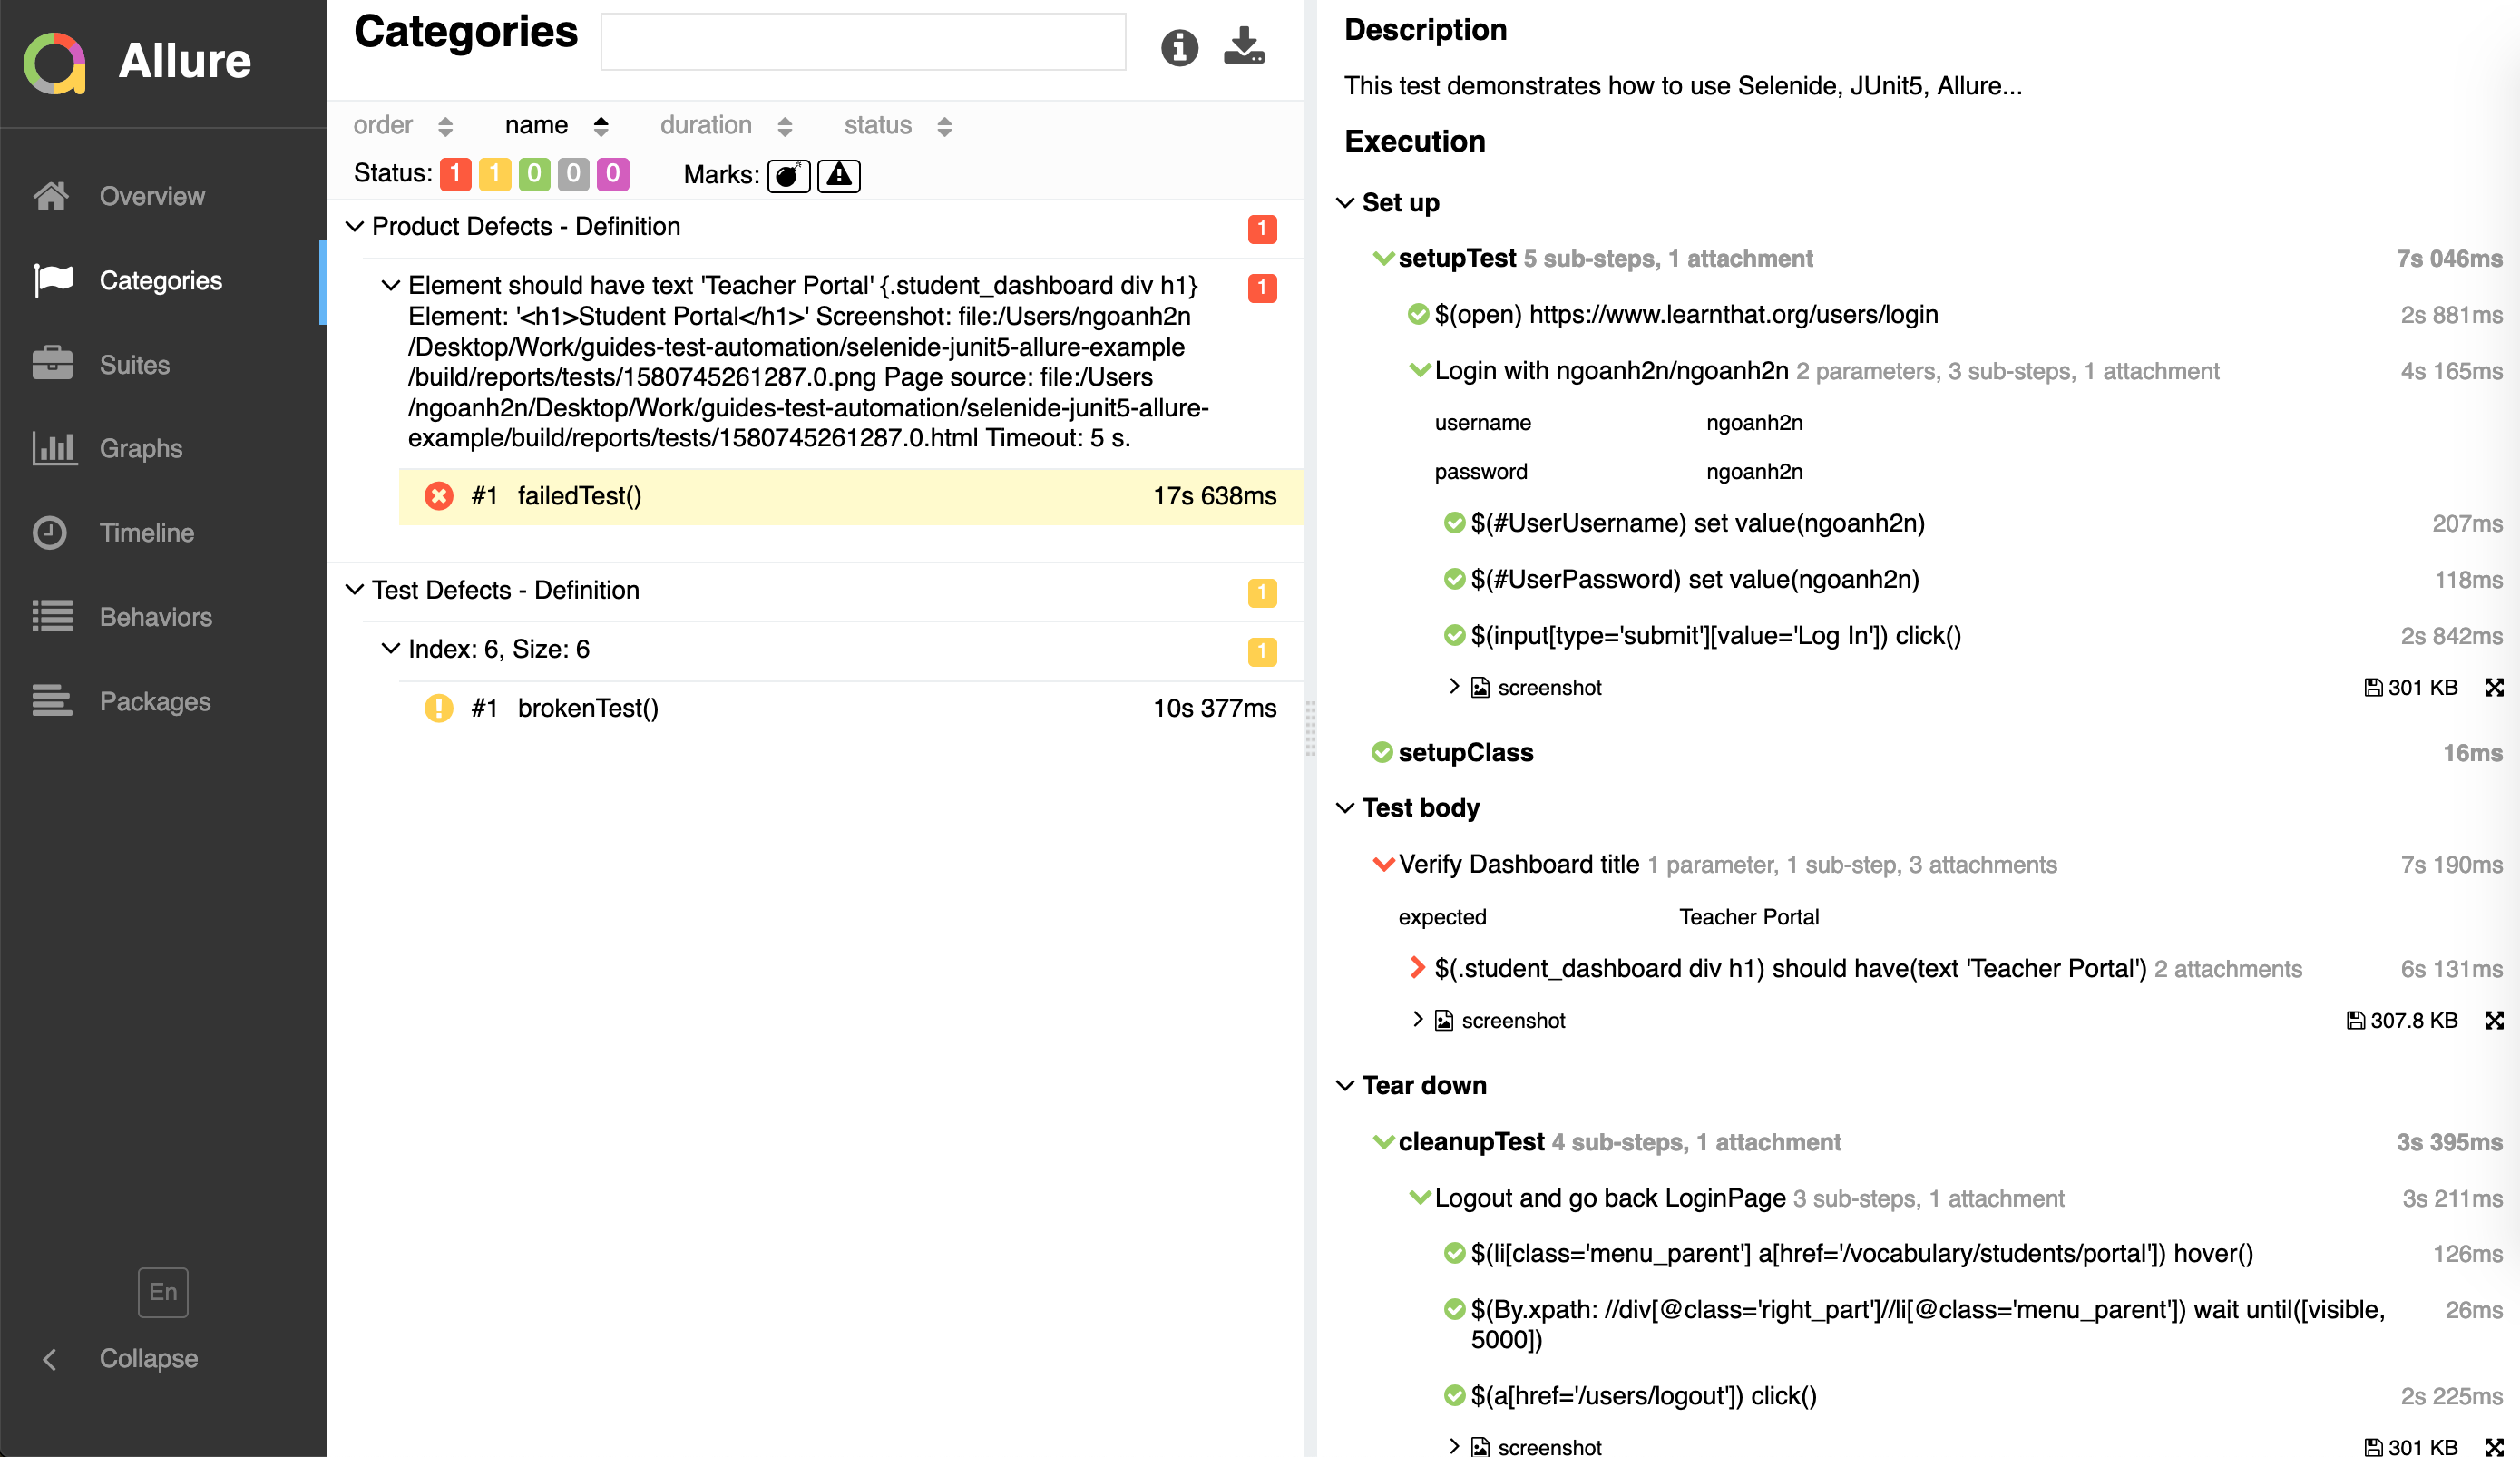 Allure
Overview
Categories
Suites
Graphs
Timeline
Behaviors
Packages
En
Collapse
Categories
order name duration status
Status: 1 1 0 0 0 Marks:
Product Defects - Definition 1
Element should have text 'Teacher Portal' {.student_dashboard div h1} 1
Element: '<h1>Student Portal</h1>' Screenshot: file:/Users/ngoanh2n
/Desktop/Work/guides-test-automation/selenide-junit5-allure-example
/build/reports/tests/1580745261287.0.png Page source: file:/Users
/ngoanh2n/Desktop/Work/guides-test-automation/selenide-junit5-allure-
example/build/reports/tests/1580745261287.0.html Timeout: 5 s.
#1 failedTest() 17s 638ms
Test Defects - Definition 1
Index: 6, Size: 6 1
#1 brokenTest() 10s 377ms
Description
This test demonstrates how to use Selenide, JUnit5, Allure...
Execution
Set up
setupTest 5 sub-steps, 1 attachment 7s 046ms
$(open) https://www.learnthat.org/users/login 2s 881ms
Login with ngoanh2n/ngoanh2n 2 parameters, 3 sub-steps, 1 attachment 4s 165ms
username ngoanh2n
password ngoanh2n
$(#UserUsername) set value(ngoanh2n) 207ms
$(#UserPassword) set value(ngoanh2n) 118ms
$(input[type='submit'][value='Log In']) click() 2s 842ms
screenshot 301 KB
setupClass 16ms
Test body
Verify Dashboard title 1 parameter, 1 sub-step, 3 attachments 7s 190ms
expected Teacher Portal
$(.student_dashboard div h1) should have(text 'Teacher Portal') 2 attachments 6s 131ms
screenshot 307.8 KB
Tear down
cleanupTest 4 sub-steps, 1 attachment 3s 395ms
Logout and go back LoginPage 3 sub-steps, 1 attachment 3s 211ms
$(li[class='menu_parent'] a[href='/vocabulary/students/portal']) hover() 126ms
$(By.xpath: //div[@class='right_part']//li[@class='menu_parent']) wait until([visible, 26ms
5000])
$(a[href='/users/logout']) click() 2s 225ms
screenshot 301 KB